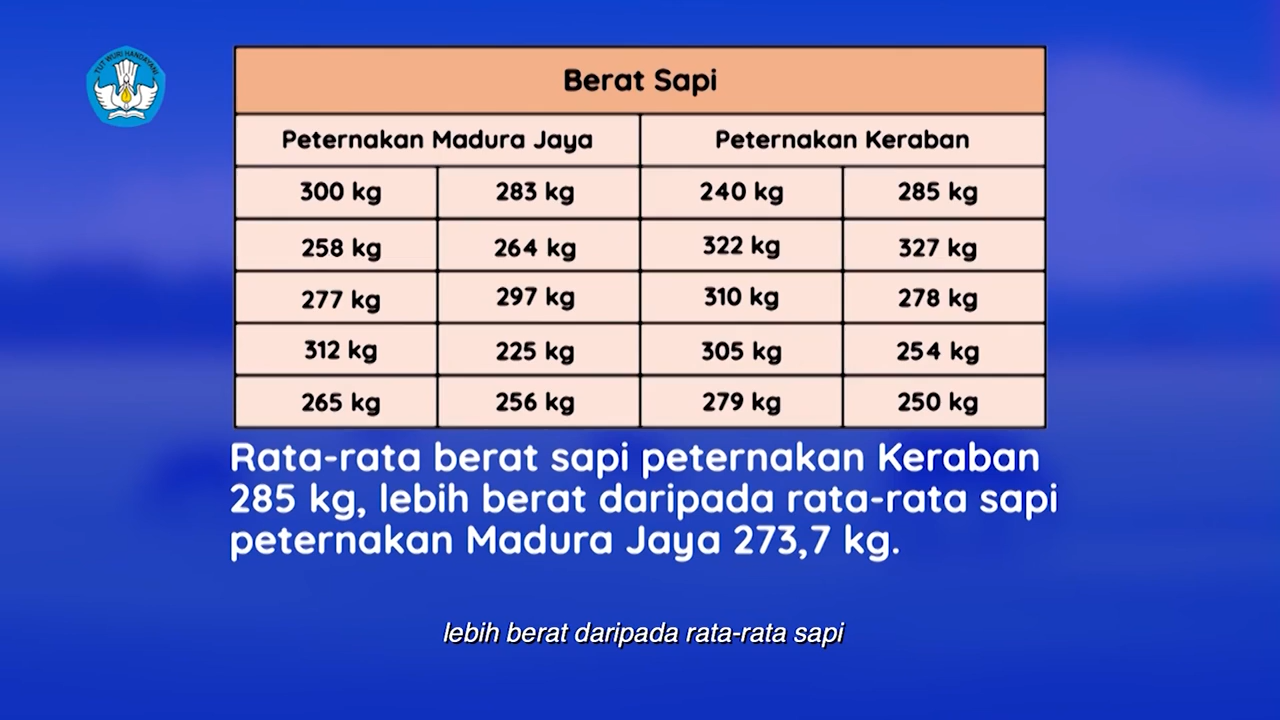 TUT WURI HANDAYANI
Berat Sapi
Peternakan Madura Jaya Peternakan Keraban
300 kg 283 kg 240 kg 285 kg
258 kg 264 kg 322 kg 327 kg
277 kg 297 kg 310 kg 278 kg
312 kg 225 kg 305 kg 254 kg
265 kg 256 kg 279 kg 250 kg
Rata-rata berat sapi peternakan Keraban
285 kg, lebih berat daripada rata-rata sapi
peternakan Madura Jaya 273,7 kg.
lebih berat daripada rata-rata sapi